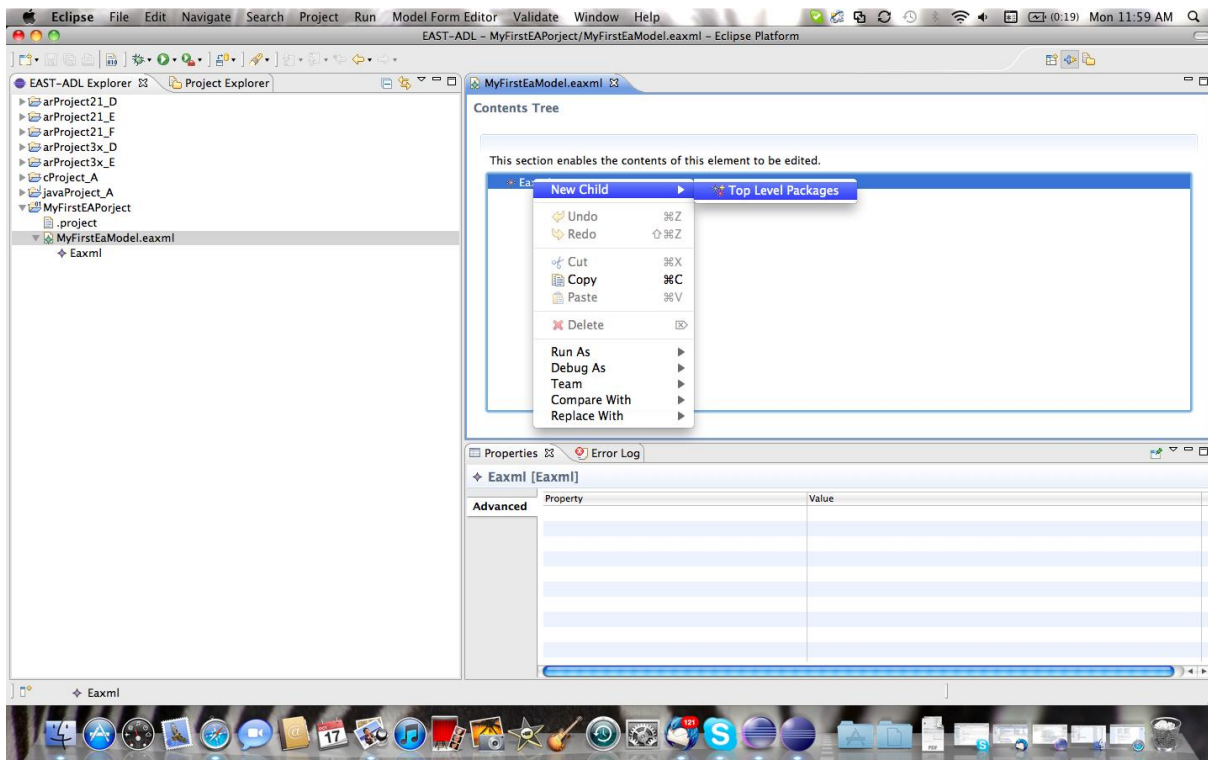 Eclipse File Edit Navigate Search Project Run Model Form Editor Validate Window Help (0:19) Mon 11:59 AM
EAST-ADL – MyFirstEAPorject/MyFirstEaModel.eaxml – Eclipse Platform
EAST-ADL Explorer Project Explorer
MyFirstEaModel.eaxml
arProject21_D
arProject21_E
arProject21_F
arProject3x_D
arProject3x_E
cProject_A
javaProject_A
MyFirstEAPorject
.project
MyFirstEaModel.eaxml
Eaxml
Contents Tree
This section enables the contents of this element to be edited.
New Child
Top Level Packages
Undo ⌘Z
Redo ⇧⌘Z
Cut ⌘X
Copy ⌘C
Paste ⌘V
Delete ⌦
Run As
Debug As
Team
Compare With
Replace With
Properties Error Log
Eaxml [Eaxml]
Advanced
Property Value
Eaxml
17
121
PDF